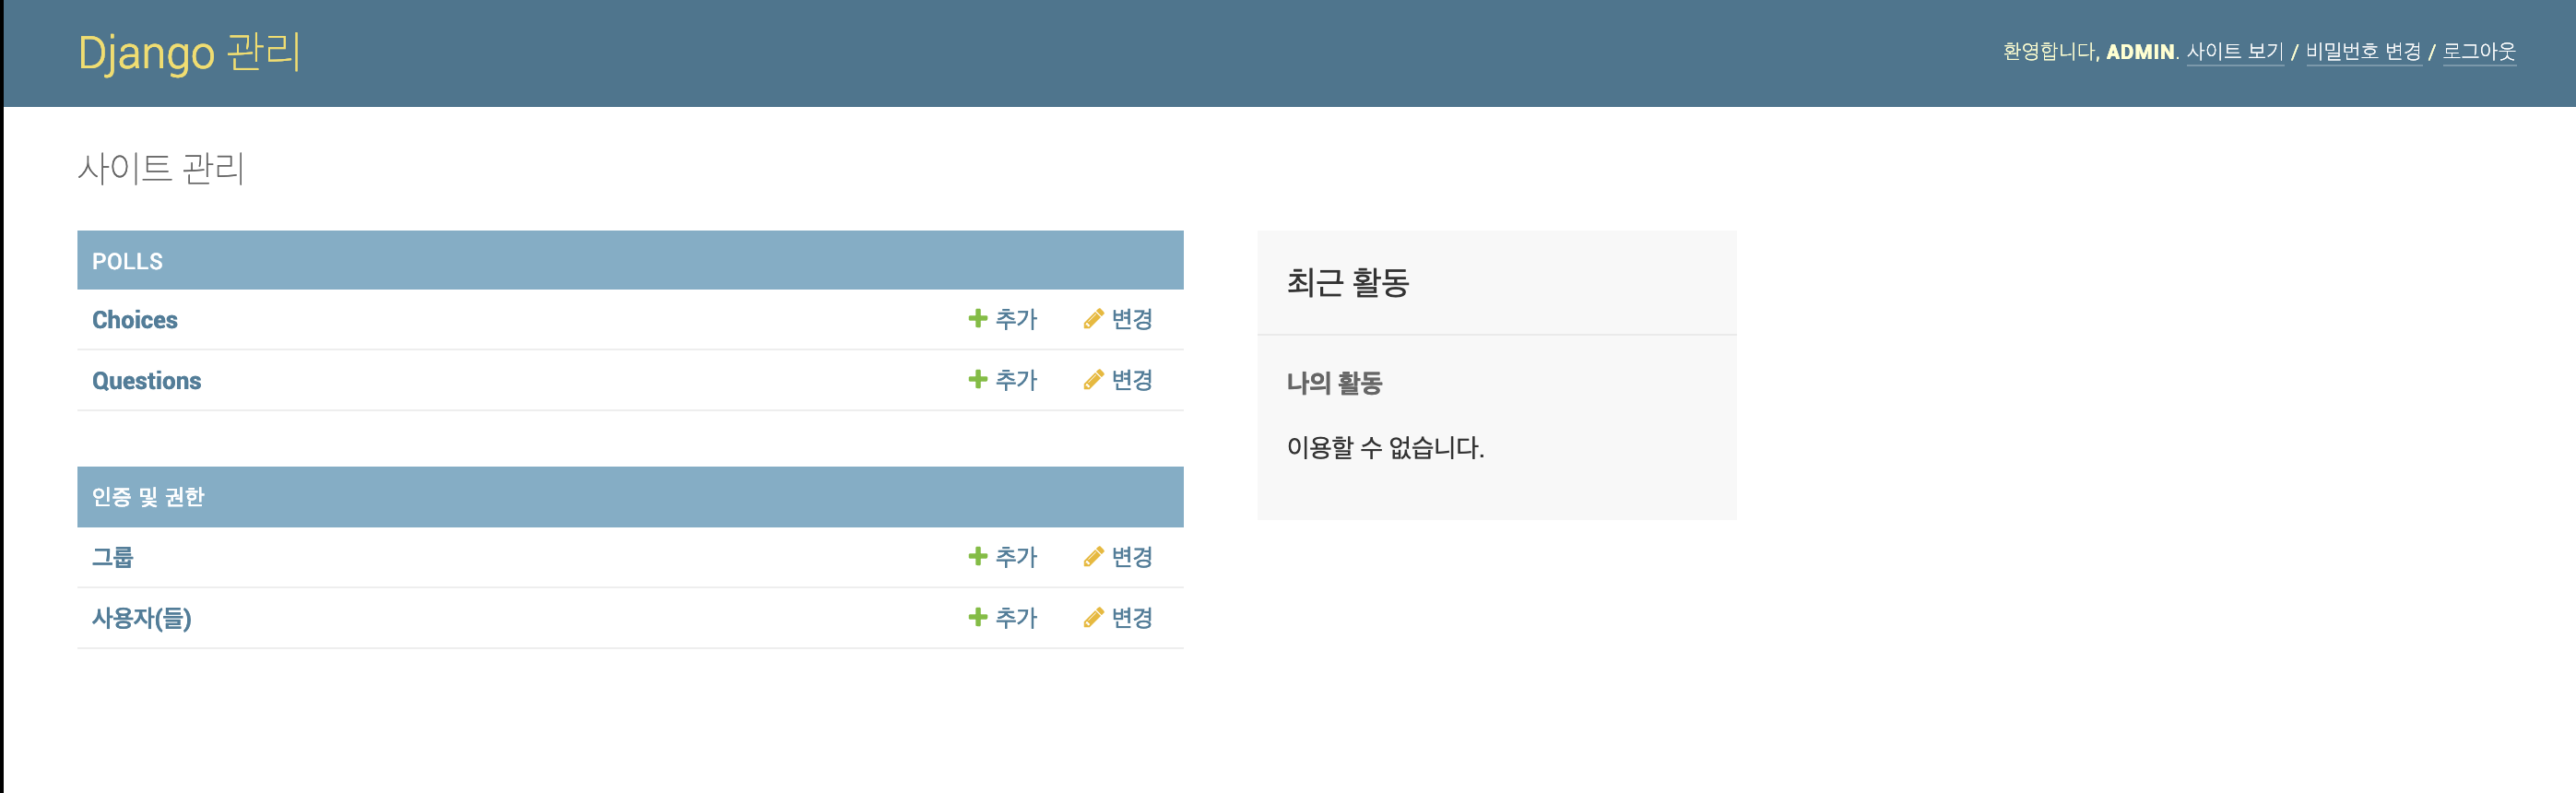 Django 관리
환영합니다, ADMIN. 사이트 보기 / 비밀번호 변경 / 로그아웃
사이트 관리
POLLS
Choices 추가 변경
Questions 추가 변경
인증 및 권한
그룹 추가 변경
사용자(들) 추가 변경
최근 활동
나의 활동
이용할 수 없습니다.